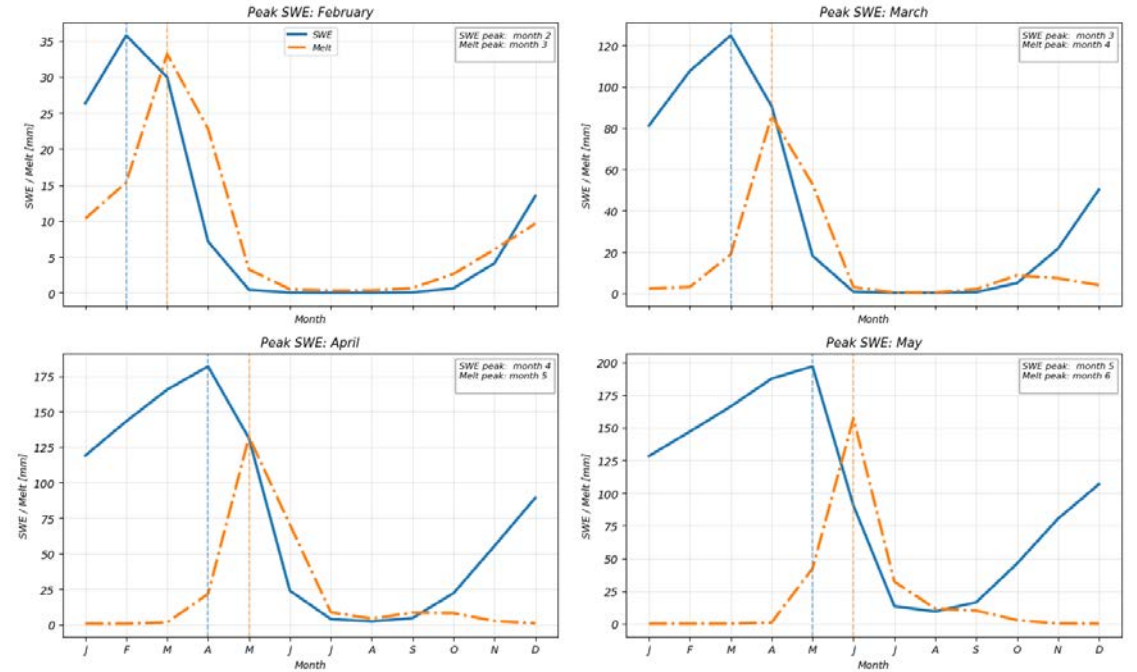 Peak SWE: February
SWE
Melt
SWE peak: month 2
Melt peak: month 3
SWE / Melt [mm]
35
30
25
20
15
10
5
0
Month
Peak SWE: March
SWE peak: month 3
Melt peak: month 4
SWE / Melt [mm]
120
100
80
60
40
20
0
Month
Peak SWE: April
SWE peak: month 4
Melt peak: month 5
SWE / Melt [mm]
175
150
125
100
75
50
25
0
J F M A M J J A S O N D
Month
Peak SWE: May
SWE peak: month 5
Melt peak: month 6
SWE / Melt [mm]
200
175
150
125
100
75
50
25
0
J F M A M J J A S O N D
Month